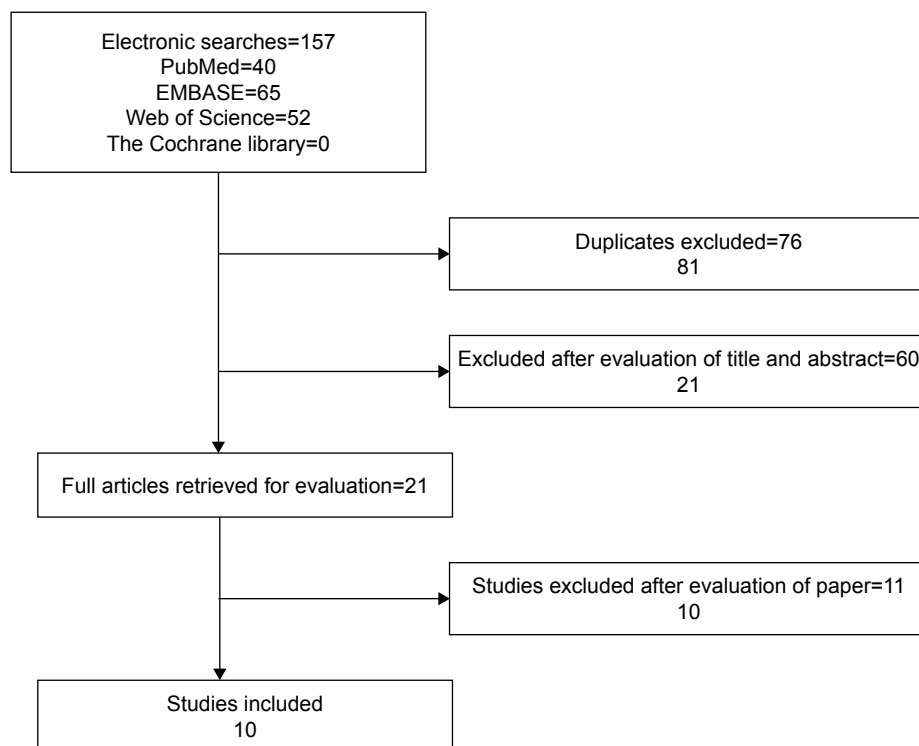 Electronic searches=157
PubMed=40
EMBASE=65
Web of Science=52
The Cochrane library=0
Duplicates excluded=76
81
Excluded after evaluation of title and abstract=60
21
Full articles retrieved for evaluation=21
Studies excluded after evaluation of paper=11
10
Studies included
10